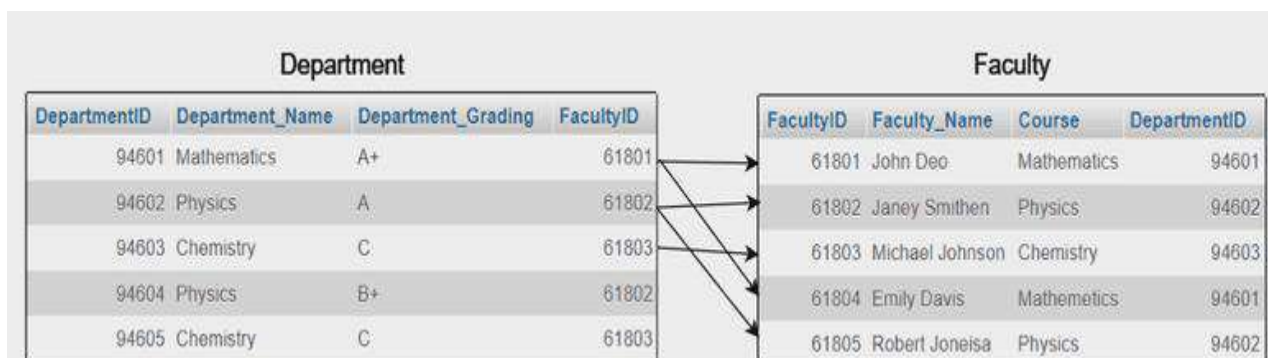 Department
DepartmentID Department_Name Department_Grading FacultyID
94601 Mathematics A+ 61801
94602 Physics A 61802
94603 Chemistry C 61803
94604 Physics B+ 61802
94605 Chemistry C 61803
Faculty
FacultyID Faculty_Name Course DepartmentID
61801 John Deo Mathematics 94601
61802 Janey Smithen Physics 94602
61803 Michael Johnson Chemistry 94603
61804 Emily Davis Mathemetics 94601
61805 Robert Joneisa Physics 94602